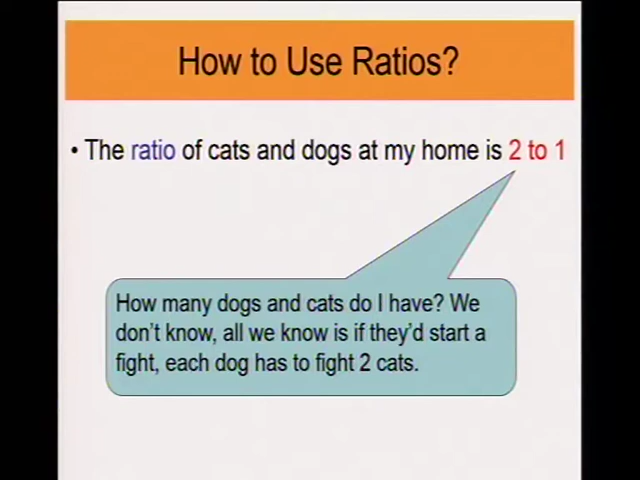 How to Use Ratios?
• The ratio of cats and dogs at my home is 2 to 1
How many dogs and cats do I have? We
don't know, all we know is if they'd start a
fight, each dog has to fight 2 cats.